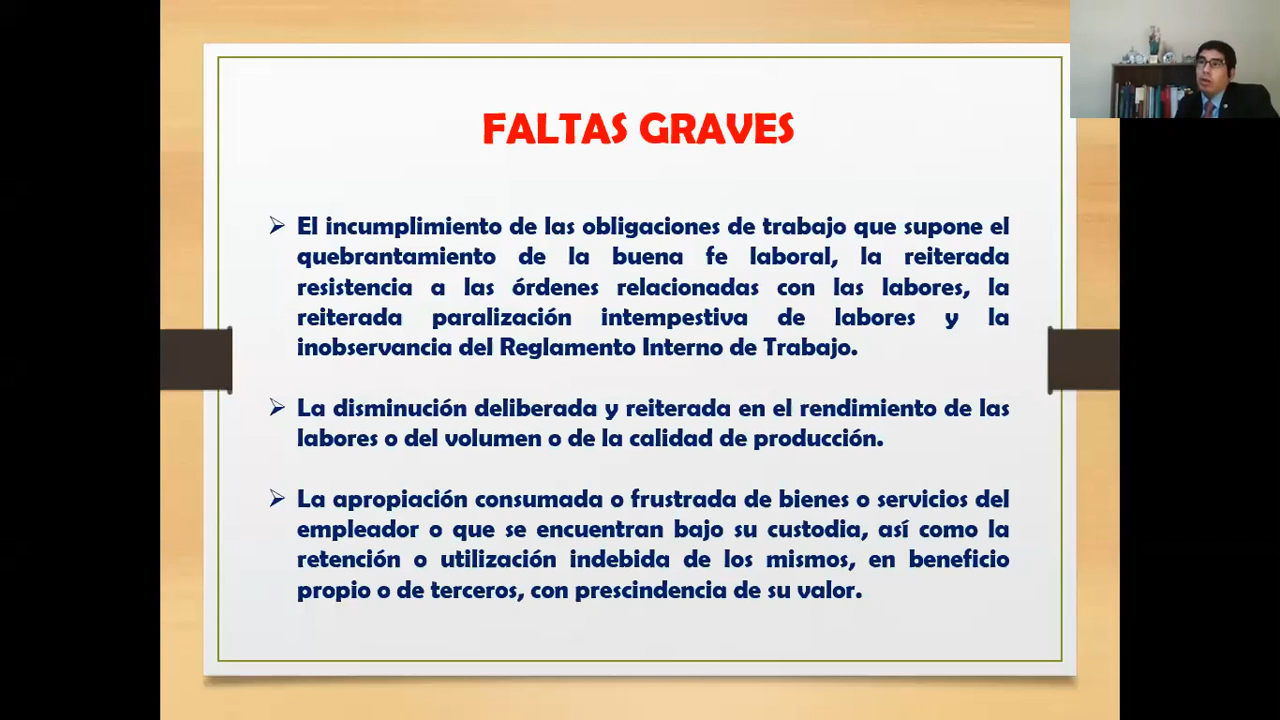 FALTAS GRAVES
El incumplimiento de las obligaciones de trabajo que supone el
quebrantamiento de la buena fe laboral, la reiterada
resistencia a las órdenes relacionadas con las labores, la
reiterada paralización intempestiva de labores y la
inobservancia del Reglamento Interno de Trabajo.
La disminución deliberada y reiterada en el rendimiento de las
labores o del volumen o de la calidad de producción.
La apropiación consumada o frustrada de bienes o servicios del
empleador o que se encuentran bajo su custodia, así como la
retención o utilización indebida de los mismos, en beneficio
propio o de terceros, con prescindencia de su valor.